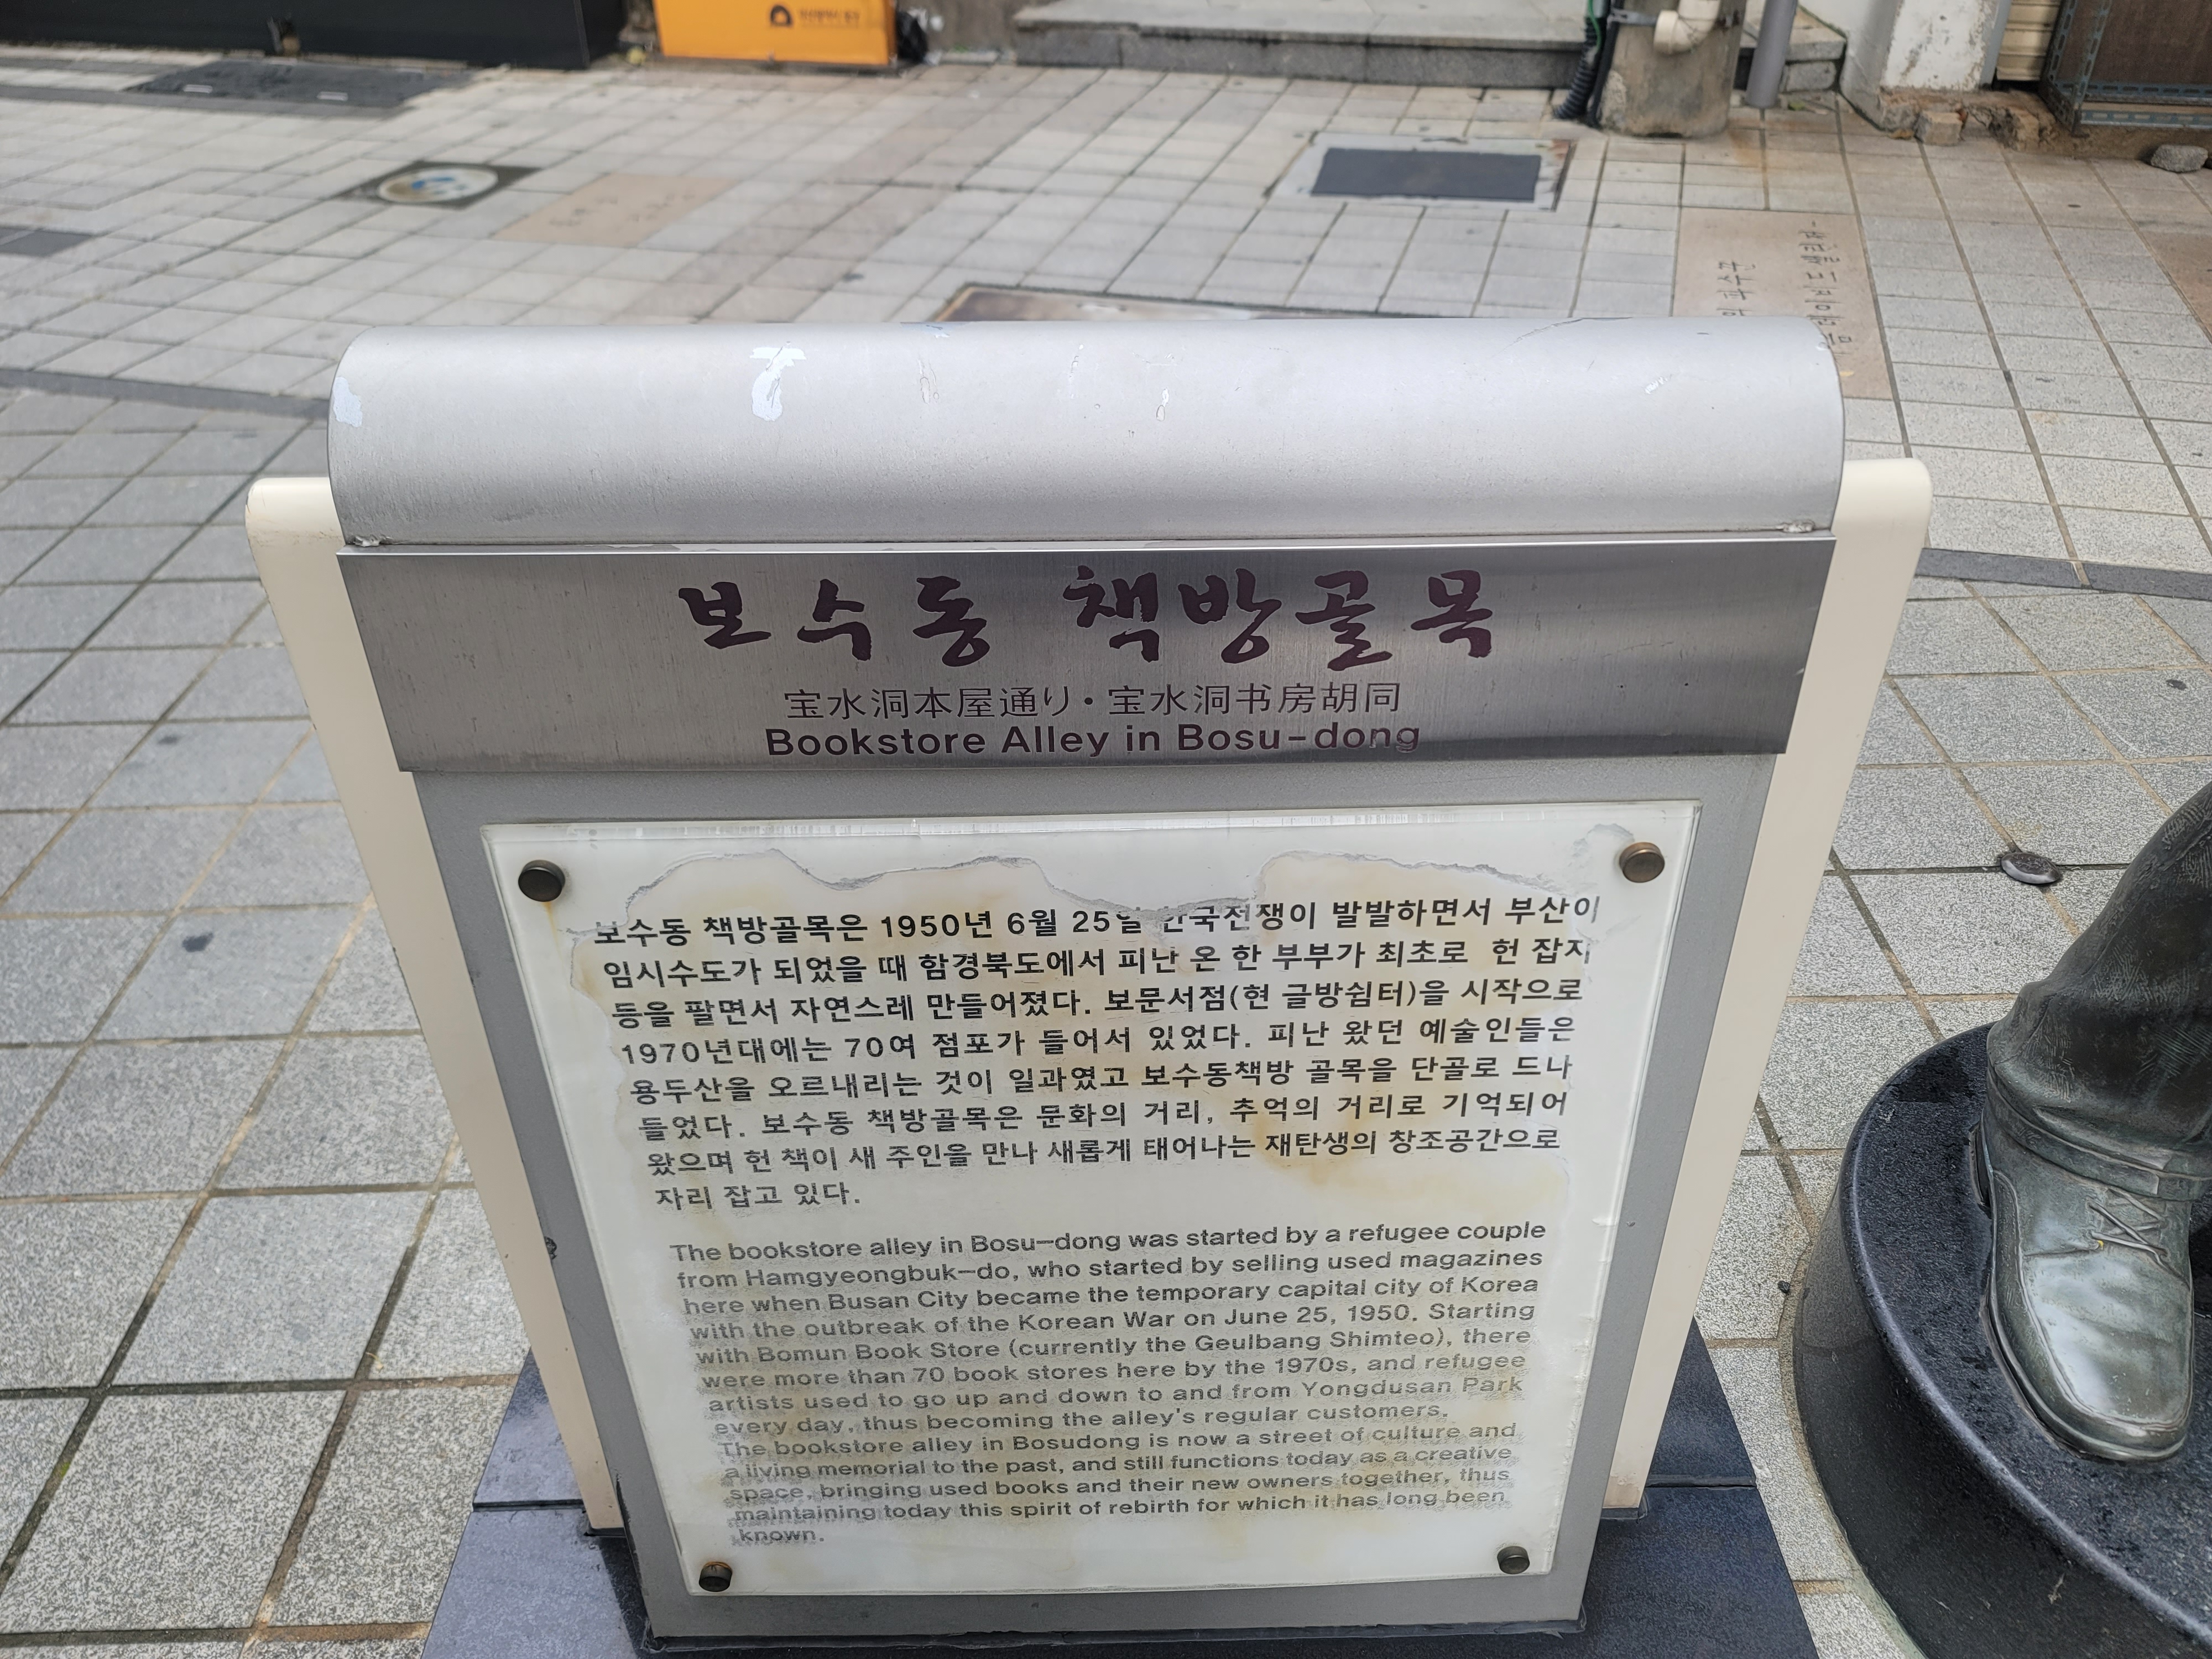 보수동 책방골목
宝水洞本屋通り・宝水洞书房胡同
Bookstore Alley in Bosu-dong
보수동 책방골목은 1950년 6월 25일 한국전쟁이 발발하면서 부산이
임시수도가 되었을 때 함경북도에서 피난 온 한 부부가 최초로 헌 잡지
등을 팔면서 자연스레 만들어졌다. 보문서점(현 글방쉼터)을 시작으로
1970년대에는 70여 점포가 들어서 있었다. 피난 왔던 예술인들은
용두산을 오르내리는 것이 일과였고 보수동책방 골목을 단골로 드나
들었다. 보수동 책방골목은 문화의 거리, 추억의 거리로 기억되어
왔으며 헌 책이 새 주인을 만나 새롭게 태어나는 재탄생의 창조공간으로
자리 잡고 있다.
The bookstore alley in Bosu-dong was started by a refugee couple
from Hamgyeongbuk-do, who started by selling used magazines
here when Busan City became the temporary capital city of Korea
with the outbreak of the Korean War on June 25, 1950. Starting
with Bomun Book Store (currently the Geulbang Shimteo), there
were more than 70 book stores here by the 1970s, and refugee
artists used to go up and down to and from Yongdusan Park
every day, thus becoming the alley's regular customers.
The bookstore alley in Bosudong is now a street of culture and
a living memorial to the past, and still functions today as a creative
space, bringing used books and their new owners together, thus
maintaining today this spirit of rebirth for which it has long been
known.